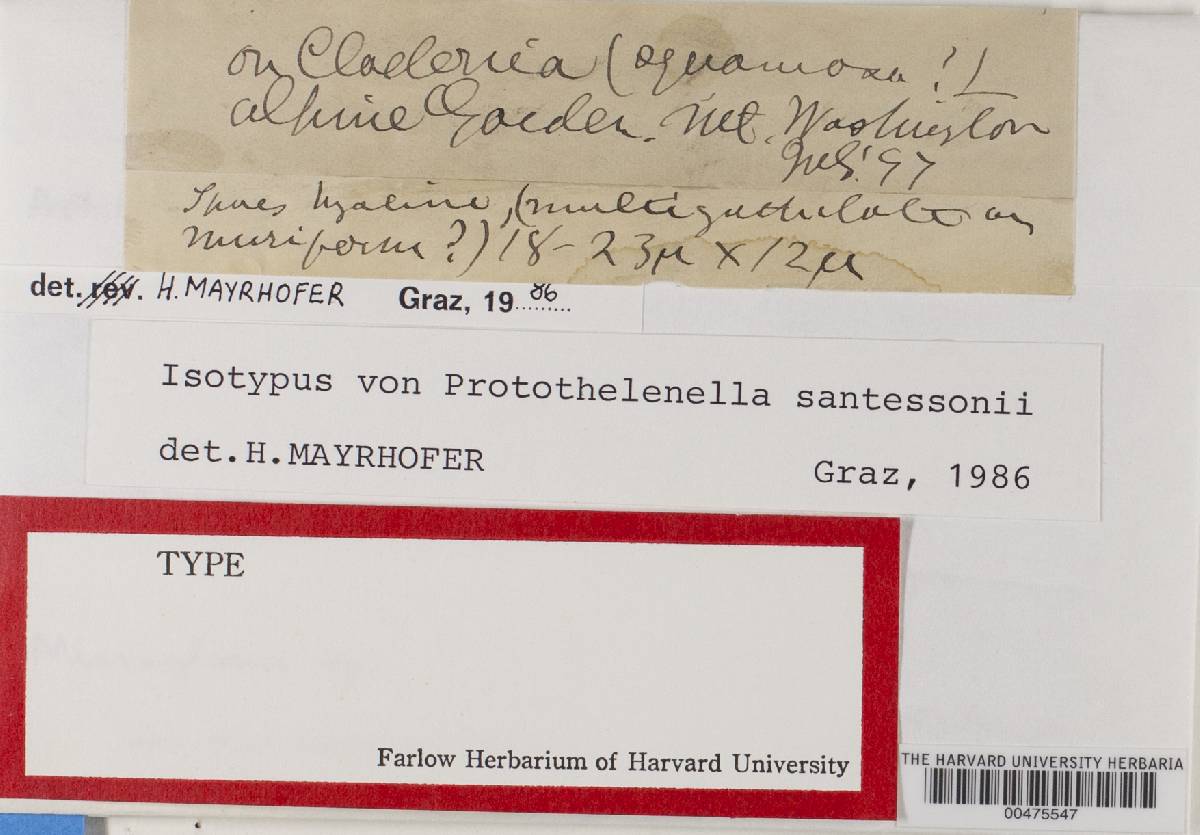 on Cladonia (squamosa?)
alpine Garden. Mt. Washington
'97
Spores hyaline, (multiguttulate or
muriform?) 18-23µ x 12µ
det. rev. H. MAYRHOFER Graz, 19 86
Isotypus von Protothelenella santessonii
det. H. MAYRHOFER Graz, 1986
TYPE
Farlow Herbarium of Harvard University
THE HARVARD UNIVERSITY HERBARIA
00475547